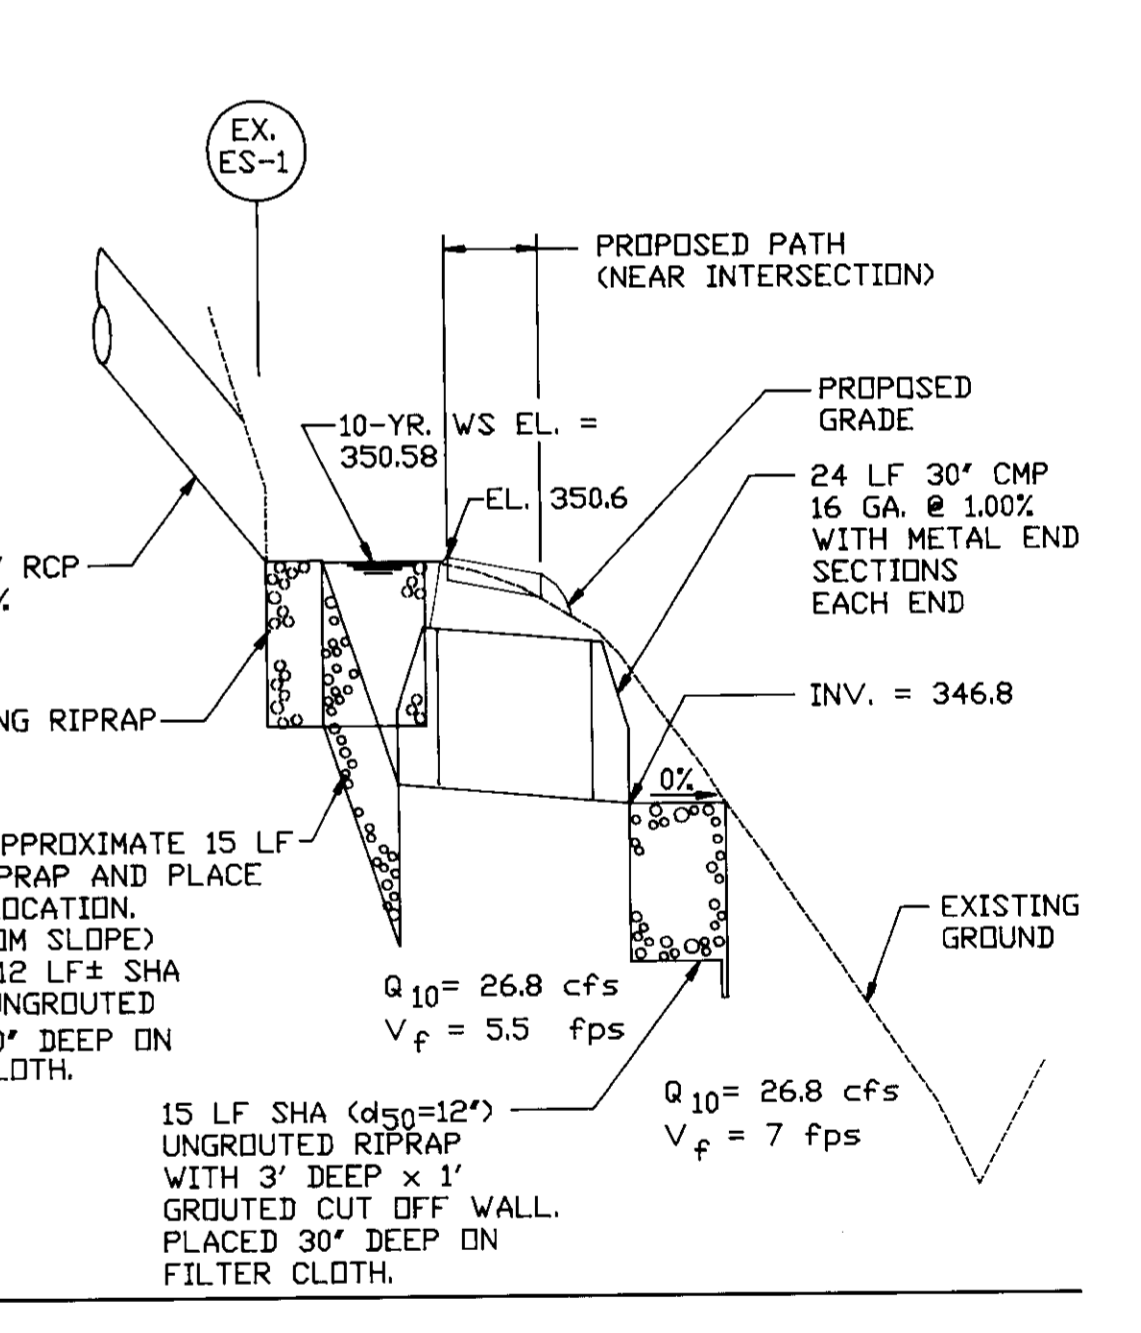 EX.
ES-1
PROPOSED PATH
(NEAR INTERSECTION)
PROPOSED
GRADE
10-YR. WS EL. =
350.58
EL. 350.6
24 LF 30" CMP
16 GA. @ 1.00%
WITH METAL END
SECTIONS
EACH END
RCP
%
INV. = 346.8
NG RIPRAP
0%
PPROXIMATE 15 LF
PRAP AND PLACE
OCATION.
OM SLOPE)
12 LF± SHA
NGROUTED
0" DEEP ON
LOTH.
EXISTING
GROUND
Q10= 26.8 cfs
Vf = 5.5 fps
Q10= 26.8 cfs
Vf = 7 fps
15 LF SHA (d50=12")
UNGROUTED RIPRAP
WITH 3' DEEP x 1'
GROUTED CUT OFF WALL.
PLACED 30" DEEP ON
FILTER CLOTH.